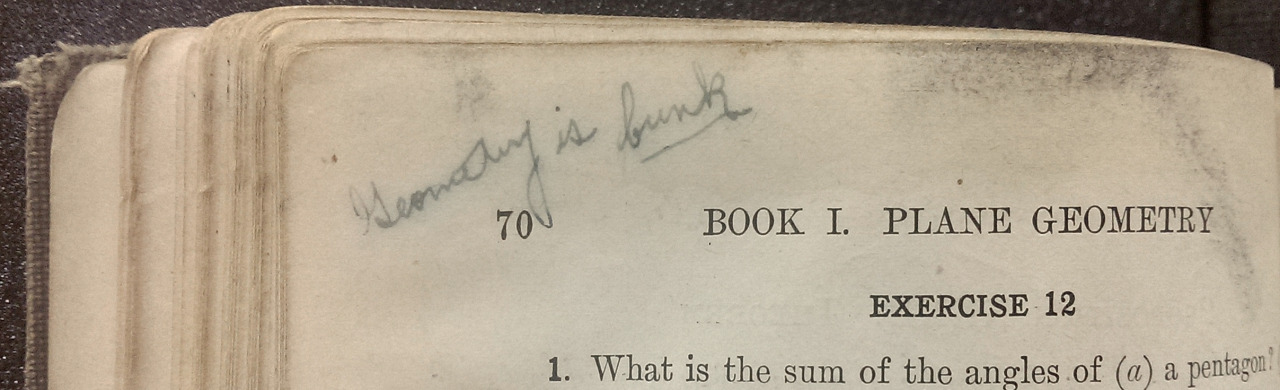 Geometry is bunk
70 BOOK I. PLANE GEOMETRY
EXERCISE 12
1. What is the sum of the angles of (a) a pentagon?